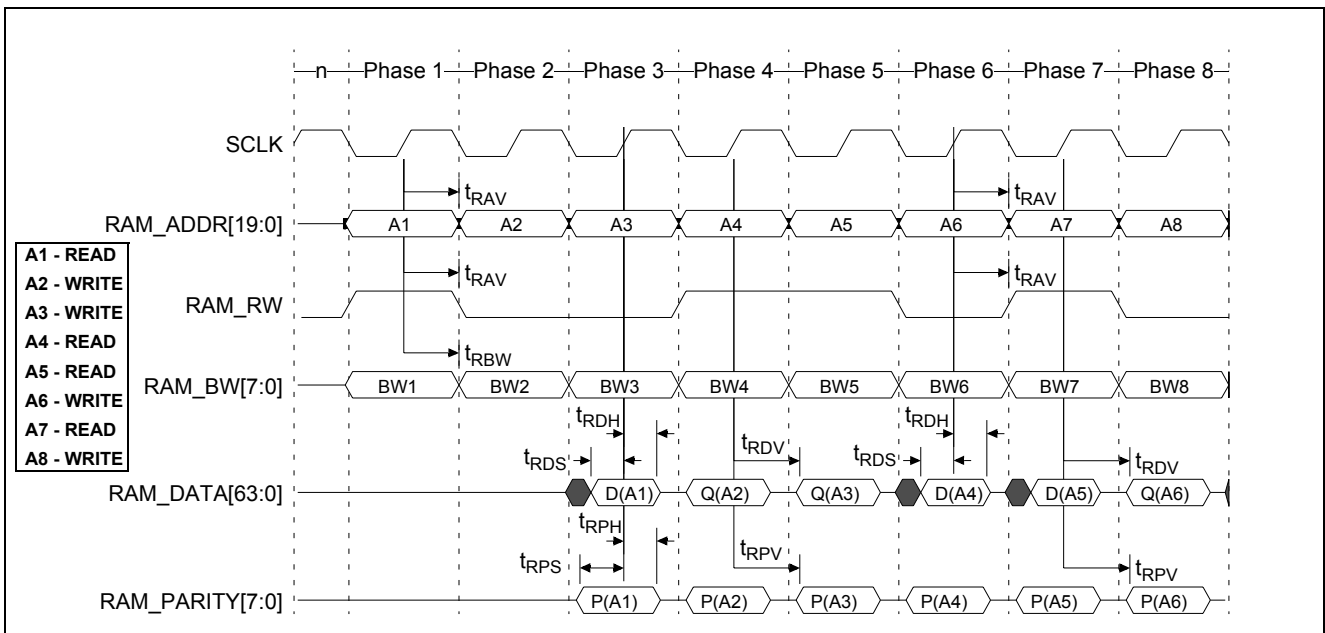 n Phase 1 Phase 2 Phase 3 Phase 4 Phase 5 Phase 6 Phase 7 Phase 8
SCLK
tRAV tRAV
RAM_ADDR[19:0] A1 A2 A3 A4 A5 A6 A7 A8
A1 - READ
A2 - WRITE
A3 - WRITE
A4 - READ
A5 - READ
A6 - WRITE
A7 - READ
A8 - WRITE
tRAV tRAV
RAM_RW
tRBW
RAM_BW[7:0] BW1 BW2 BW3 BW4 BW5 BW6 BW7 BW8
tRDH tRDH
tRDS tRDV tRDS tRDV
RAM_DATA[63:0] D(A1) Q(A2) Q(A3) D(A4) D(A5) Q(A6)
tRPH
tRPS tRPV tRPV
RAM_PARITY[7:0] P(A1) P(A2) P(A3) P(A4) P(A5) P(A6)